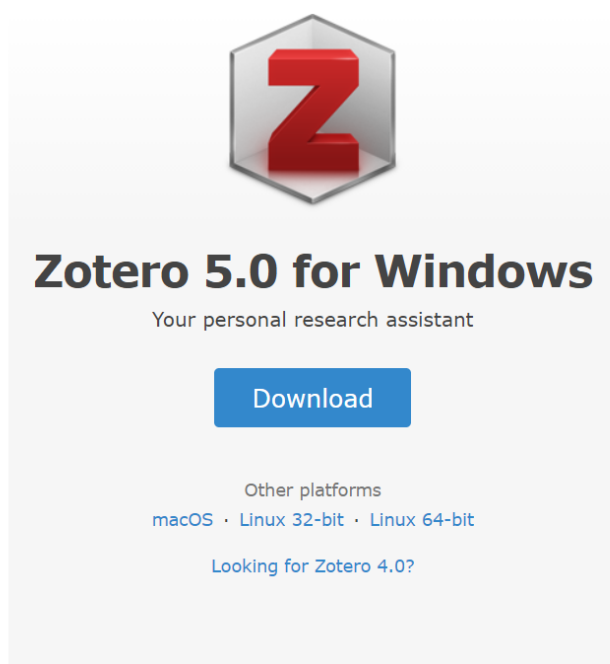 Z
Zotero 5.0 for Windows
Your personal research assistant
Download
Other platforms
macOS · Linux 32-bit · Linux 64-bit
Looking for Zotero 4.0?